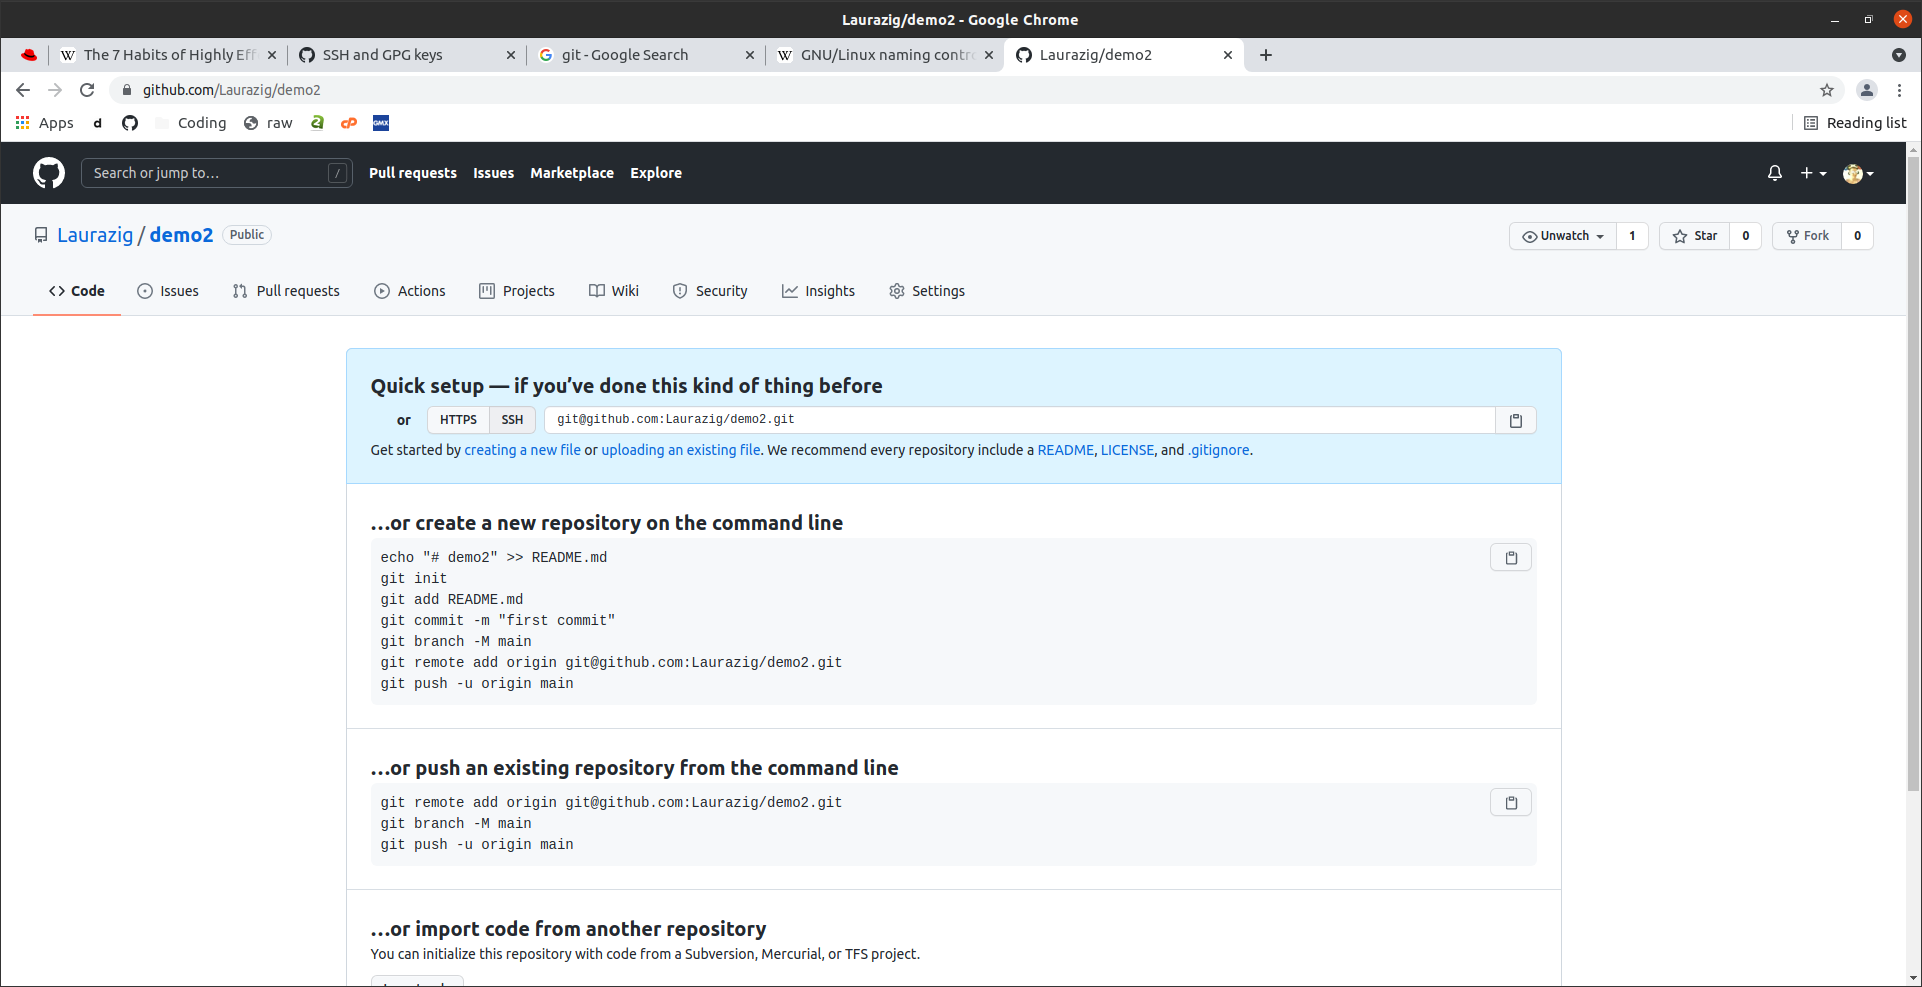 Laurazig/demo2 - Google Chrome
The 7 Habits of Highly Effe
SSH and GPG keys
git - Google Search
GNU/Linux naming contro
Laurazig/demo2
github.com/Laurazig/demo2
Apps d Coding raw cP GMX Reading list
Search or jump to… / Pull requests Issues Marketplace Explore
Laurazig / demo2 Public Unwatch 1 Star 0 Fork 0
Code Issues Pull requests Actions Projects Wiki Security Insights Settings
Quick setup — if you’ve done this kind of thing before
or HTTPS SSH git@github.com:Laurazig/demo2.git
Get started by creating a new file or uploading an existing file. We recommend every repository include a README, LICENSE, and .gitignore.
…or create a new repository on the command line
echo "# demo2" >> README.md
git init
git add README.md
git commit -m "first commit"
git branch -M main
git remote add origin git@github.com:Laurazig/demo2.git
git push -u origin main
…or push an existing repository from the command line
git remote add origin git@github.com:Laurazig/demo2.git
git branch -M main
git push -u origin main
…or import code from another repository
You can initialize this repository with code from a Subversion, Mercurial, or TFS project.